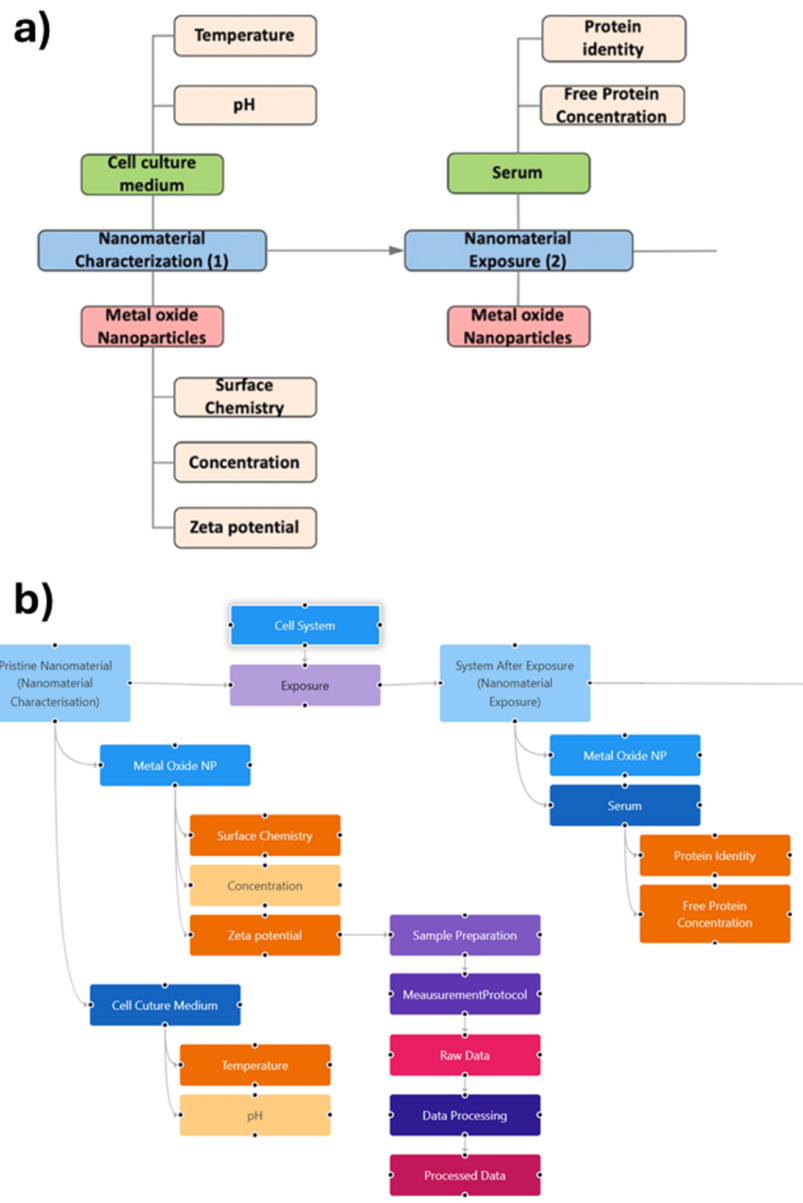 a)
Temperature
pH
Cell culture
medium
Nanomaterial
Characterization (1)
Metal oxide
Nanoparticles
Surface
Chemistry
Concentration
Zeta potential
Protein
identity
Free Protein
Concentration
Serum
Nanomaterial
Exposure (2)
Metal oxide
Nanoparticles
b)
Cell System
Pristine Nanomaterial
(Nanomaterial
Characterisation)
Exposure
System After Exposure
(Nanomaterial
Exposure)
Metal Oxide NP
Surface Chemistry
Concentration
Zeta potential
Sample Preparation
MeausurementProtocol
Raw Data
Data Processing
Processed Data
Cell Cuture Medium
Temperature
pH
Metal Oxide NP
Serum
Protein Identity
Free Protein
Concentration